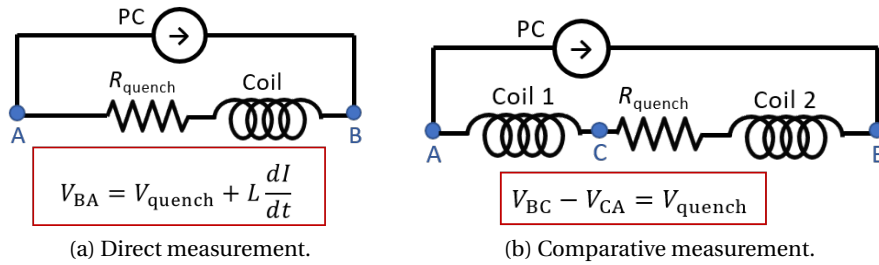 PC
→
R_quench
Coil
A
B
V_BA = V_quench + L dI/dt
(a) Direct measurement.
PC
→
Coil 1
R_quench
Coil 2
A
C
B
V_BC − V_CA = V_quench
(b) Comparative measurement.